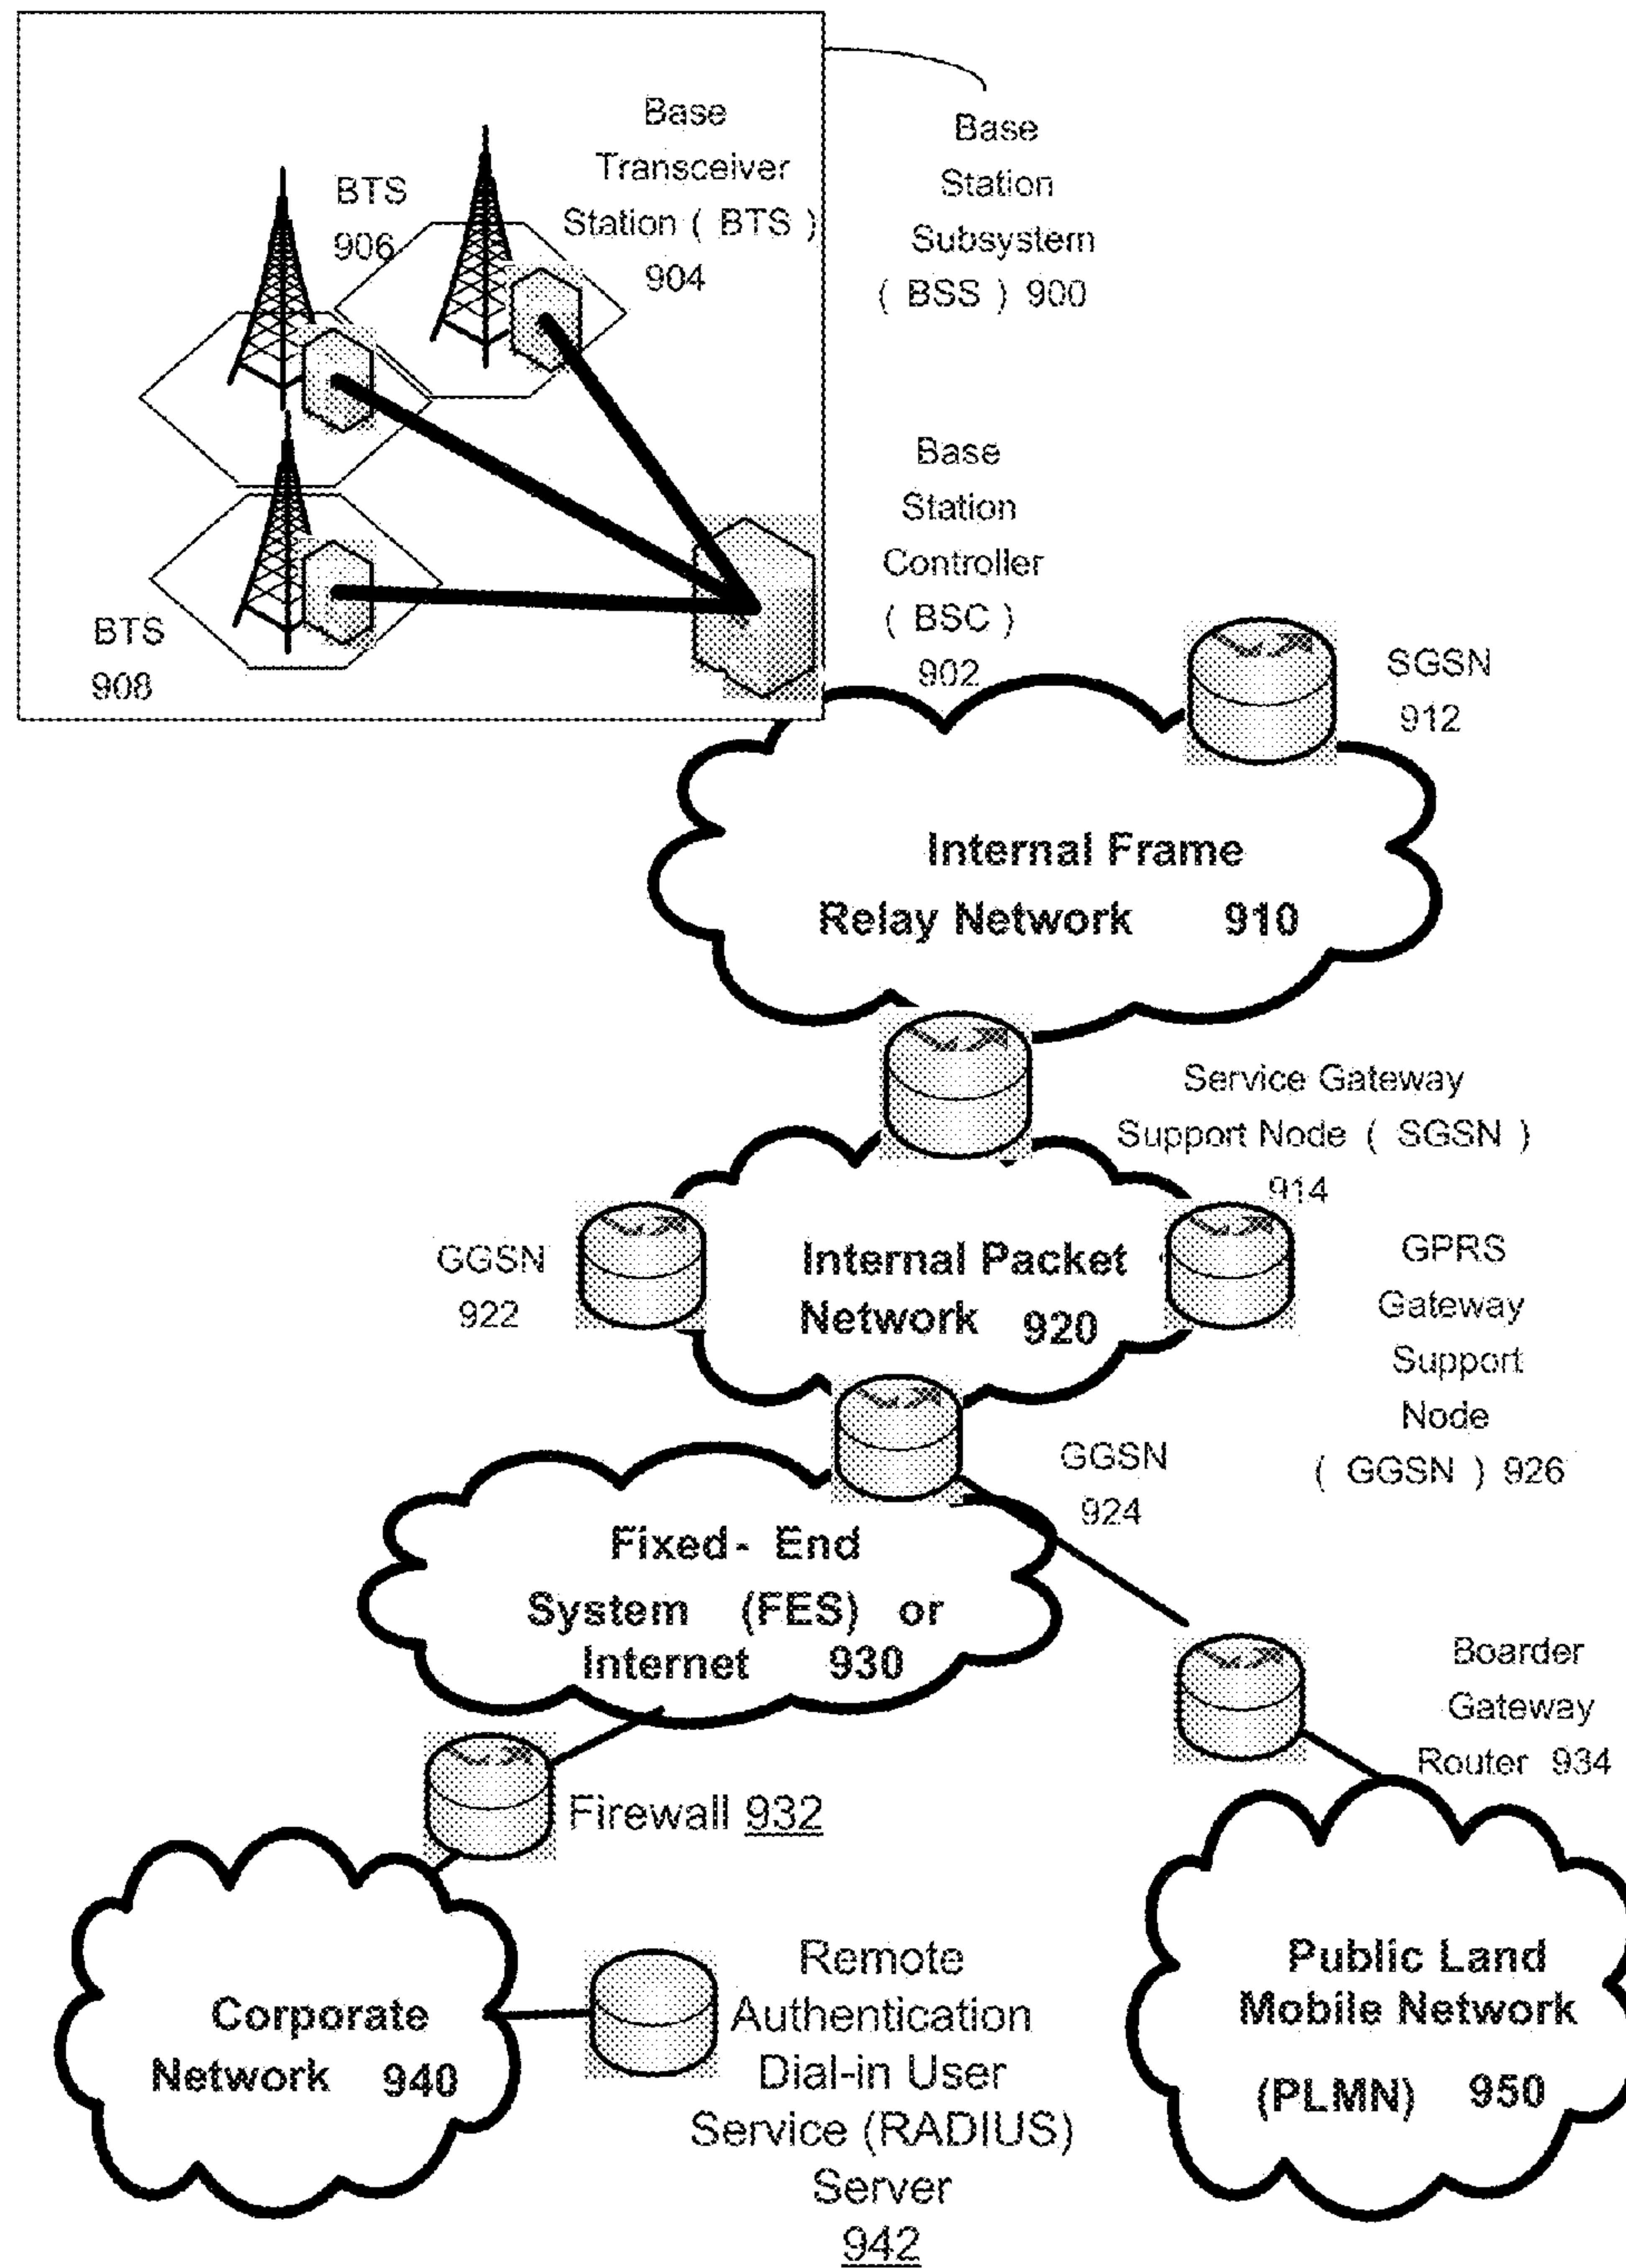 Base
Transceiver
Station ( BTS )
904
BTS
906
BTS
908
Base
Station
Subsystem
( BSS ) 900
Base
Station
Controller
( BSC )
902
SGSN
912
Internal Frame
Relay Network 910
Service Gateway
Support Node ( SGSN )
914
GGSN
922
Internal Packet
Network 920
GPRS
Gateway
Support
Node
( GGSN ) 926
GGSN
924
Fixed- End
System (FES) or
Internet 930
Boarder
Gateway
Router 934
Firewall 932
Corporate
Network 940
Remote
Authentication
Dial-in User
Service (RADIUS)
Server
942
Public Land
Mobile Network
(PLMN) 950